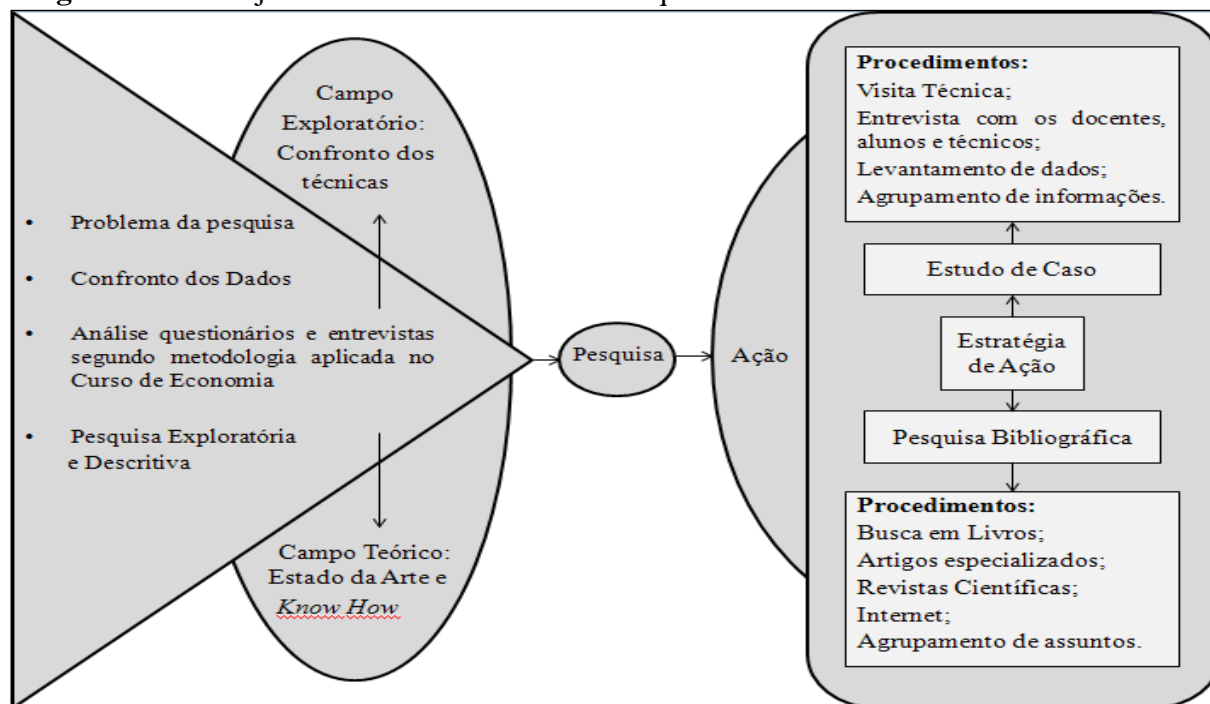 Campo
Exploratório:
Confronto dos
técnicas
• Problema da pesquisa
• Confronto dos Dados
• Análise questionários e entrevistas
segundo metodologia aplicada no
Curso de Economia
• Pesquisa Exploratória
e Descritiva
Campo Teórico:
Estado da Arte e
Know How
Pesquisa
Ação
Procedimentos:
Visita Técnica;
Entrevista com os docentes,
alunos e técnicos;
Levantamento de dados;
Agrupamento de informações.
Estudo de Caso
Estratégia
de Ação
Pesquisa Bibliográfica
Procedimentos:
Busca em Livros;
Artigos especializados;
Revistas Científicas;
Internet;
Agrupamento de assuntos.